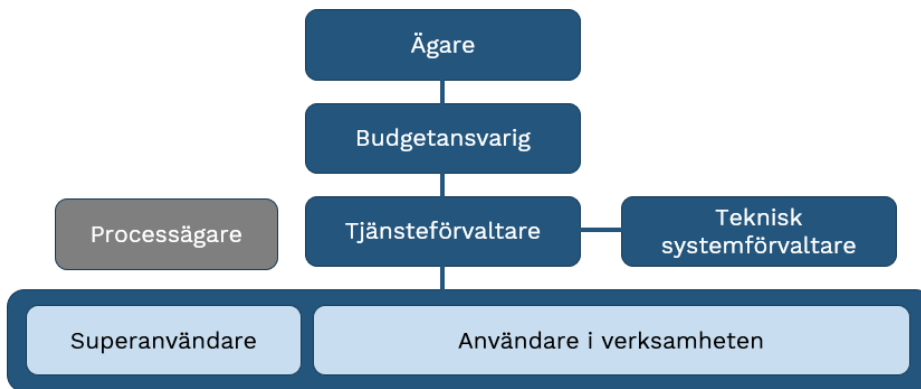 Ägare
Budgetansvarig
Processägare
Tjänsteförvaltare
Teknisk
systemförvaltare
Superanvändare
Användare i verksamheten